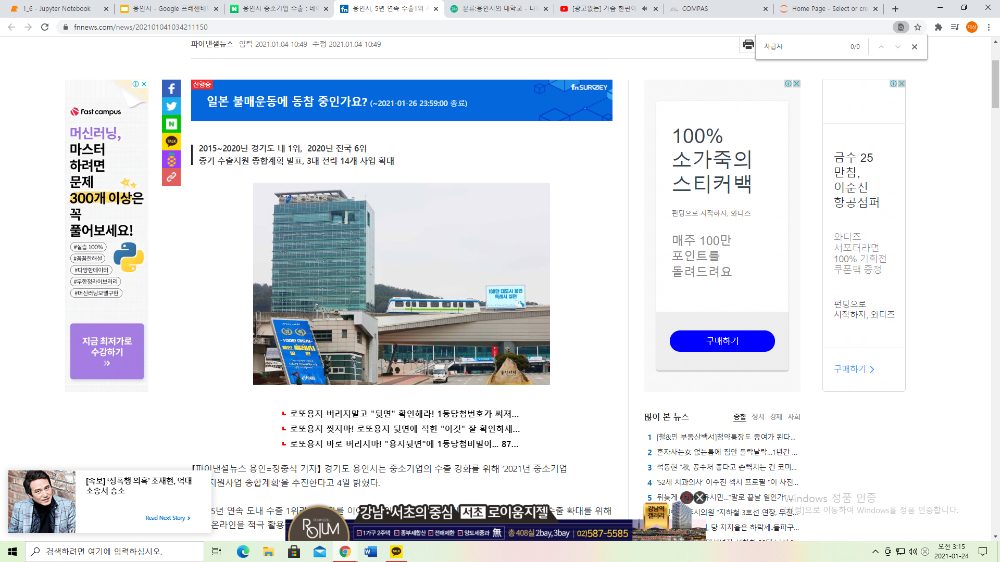 1_6 - Jupyter Notebook
용인시 - Google 프레젠테
용인시 중소기업 수출 : 네이
용인시, 5년 연속 수출1위
분류:용인시의 대학교 - 나무
[광고없는] 가슴 한편이
COMPAS
Home Page - Select or cre
fnnews.com/news/202101041034211150
재상
자급자
0/0
파이낸셜뉴스 입력 2021.01.04 10:49 수정 2021.01.04 10:49
진행중
일본 불매운동에 동참 중인가요? (~2021-01-26 23:59:00 종료)
fnSURVEY
2015~2020년 경기도 내 1위, 2020년 전국 6위
중기 수출지원 종합계획 발표, 3대 전략 14개 사업 확대
Fast campus
머신러닝,
마스터
하려면
문제
300개 이상은
꼭
풀어보세요!
#실습 100%
#꼼꼼한해설
#다양한데이터
#무한정라이브러리
#머신러닝모델구현
지금 최저가로
수강하기
N
TALK
용인시청
100만 대도시 용인
특례시 실현
-100만 대도시-
용인 특례시
실현
용인시청
로또용지 버리지말고 "뒷면" 확인해라! 1등당첨번호가 써져...
로또용지 찢지마! 로또용지 뒷면에 적힌 "이것" 잘 확인하세...
로또용지 바로 버리지마! "용지뒷면"에 1등당첨비밀이... 87...
【파이낸셜뉴스 용인=장충식 기자】 경기도 용인시는 중소기업의 수출 강화를 위해 '2021년 중소기업
지원사업 종합계획'을 추진한다고 4일 밝혔다.
5년 연속 도내 수출 1위
수출 확대를 위해
온라인을 적극 활용
100%
소가죽의
스티커백
펀딩으로 시작하자, 와디즈
매주 100만
포인트를
돌려드려요
구매하기
금수 25
만침,
이순신
항공점퍼
와디즈
서포터라면
100% 기획전
쿠폰팩 증정
펀딩으로
시작하자, 와디즈
구매하기
많이 본 뉴스
종합 정치 경제 사회
1 [철&민 부동산백서]청약통장도 증여가 된다...
2 혼자사는女 없는틈에 집안 들락날락...1년간 ...
3 석동현 "秋, 공수처 좋다고 손뼉치는 건 코미...
4 '52세 치과의사' 이수진 섹시 프로필 "이 사진...
5 뒤늦게 유시민..."말로 끝날 일인가"
시의원 "지하철 3호선 연장, 무전...
당 지지율은 하락세..돌파구...
[속보] '성폭행 의혹' 조재현, 억대
소송서 승소
Read Next Story
ROIUM
ROIUM ZIZEL
강남·서초의 중심 서초 로이움지젤
1가구 2주택 종부세합산 전매제한 양도세중과 無 총 408실 2bay, 3bay 02)587-5585
강남역
갤러리
Windows 정품 인증
[설정]으로 이동하여 Windows를 정품 인증합니다.
검색하려면 여기에 입력하십시오.
TALK
오전 3:15
2021-01-24